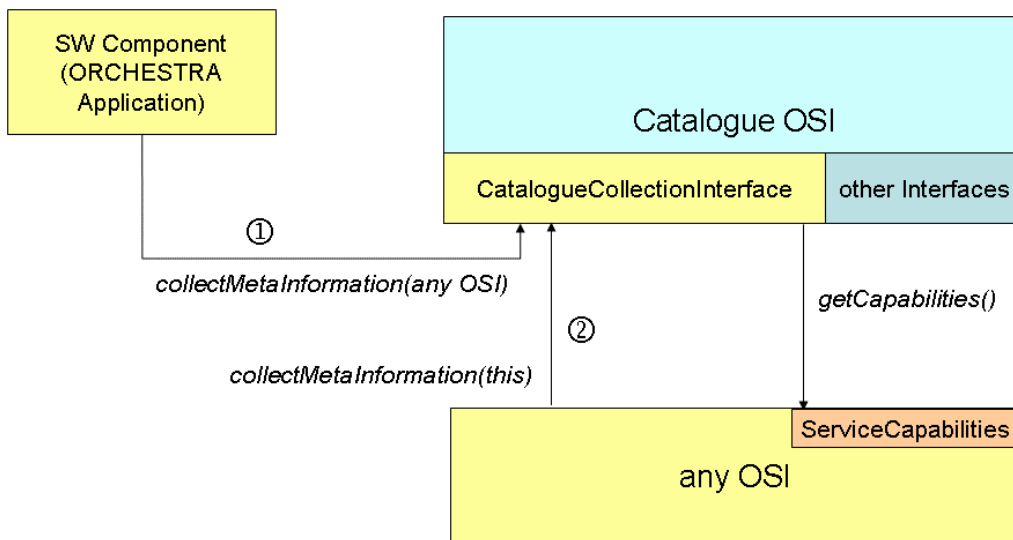 SW Component
(ORCHESTRA
Application)
Catalogue OSI
CatalogueCollectionInterface
other Interfaces
①
collectMetaInformation(any OSI)
getCapabilities()
②
collectMetaInformation(this)
ServiceCapabilities
any OSI